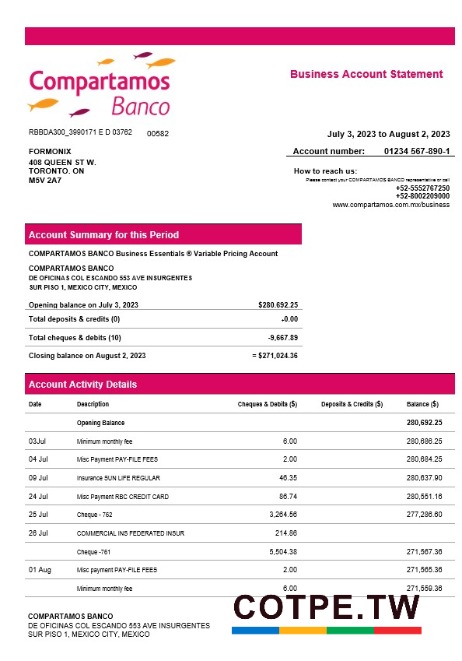 Compartamos
Banco
Business Account Statement
RBBDA300_3990171 E D 03762 00582
July 3, 2023 to August 2, 2023
FORMONIX
408 QUEEN ST W.
TORONTO. ON
M5V 2A7
Account number: 01234 567-890-1
How to reach us:
Please contact your COMPARTAMOS BANCO representative or call
+52-5552767250
+52-8002209000
www.compartamos.com.mx/business
Account Summary for this Period
COMPARTAMOS BANCO Business Essentials ® Variable Pricing Account
COMPARTAMOS BANCO
DE OFICINAS COL ESCANDO 553 AVE INSURGENTES
SUR PISO 1, MEXICO CITY, MEXICO
Opening balance on July 3, 2023 $280.692.25
Total deposits & credits (0) .0.00
Total cheques & debits (10) -9,667.89
Closing balance on August 2, 2023 = $271,024.36
Account Activity Details
Date Description Cheques & Debits ($) Deposits & Credits ($) Balance ($)
Opening Balance 280,692.25
03Jul Minimum monthly fee 6.00 280,686.25
04 Jul Misc Payment PAY-FILE FEES 2.00 280,684.25
09 Jul Insurance SUN LIFE REGULAR 46.35 280,637.90
24 Jul Misc Payment RBC CREDIT CARD 86.74 280,551.16
25 Jul Cheque - 762 3,264.56 277,286.60
26 Jul COMMERCIAL INS FEDERATED INSUR 214.86
Cheque -761 5,504.38 271,567.36
01 Aug Misc payment PAY-FILE FEES 2.00 271,565.36
Minimum monthly fee 6.00 271,559.36
COMPARTAMOS BANCO
DE OFICINAS COL ESCANDO 553 AVE INSURGENTES
SUR PISO 1, MEXICO CITY, MEXICO
COTPE.TW